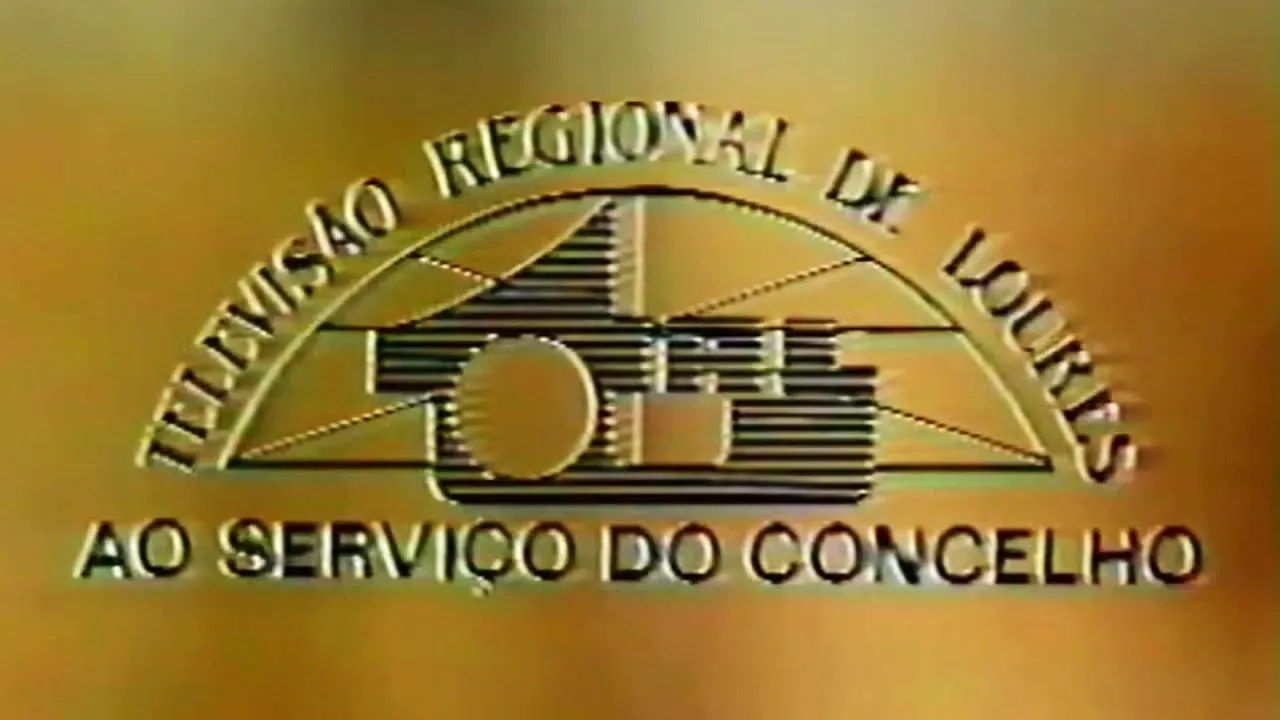 TELEVISÃO REGIONAL DE LOURES
AO SERVIÇO DO CONCELHO